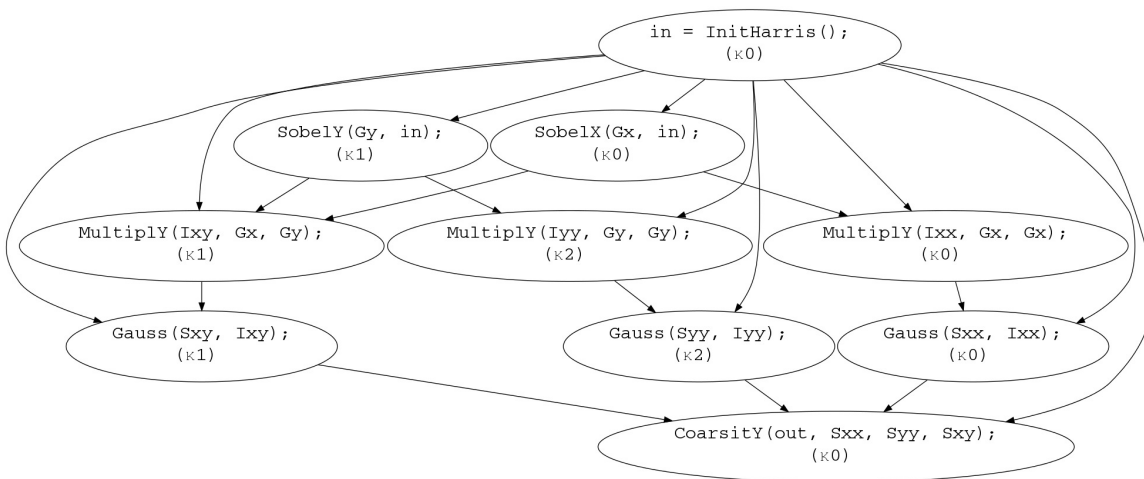 in = InitHarris();
(κ0)
SobelY(Gy, in);
(κ1)
SobelX(Gx, in);
(κ0)
MultiplY(Ixy, Gx, Gy);
(κ1)
MultiplY(Iyy, Gy, Gy);
(κ2)
MultiplY(Ixx, Gx, Gx);
(κ0)
Gauss(Sxy, Ixy);
(κ1)
Gauss(Syy, Iyy);
(κ2)
Gauss(Sxx, Ixx);
(κ0)
CoarsitY(out, Sxx, Syy, Sxy);
(κ0)